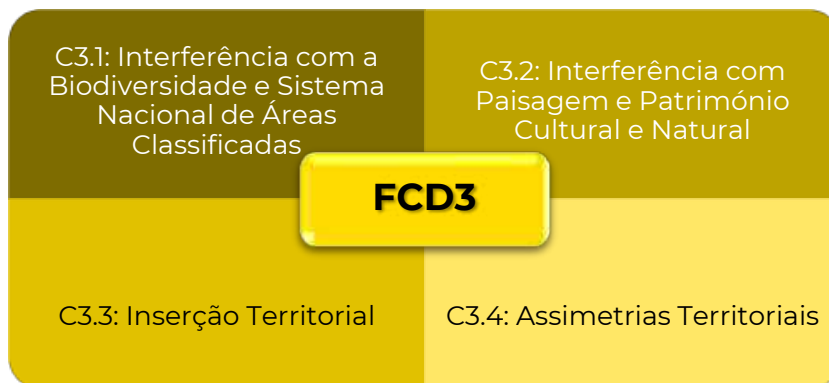 C3.1: Interferência com a
Biodiversidade e Sistema
Nacional de Áreas
Classificadas
C3.2: Interferência com
Paisagem e Património
Cultural e Natural
FCD3
C3.3: Inserção Territorial
C3.4: Assimetrias Territoriais